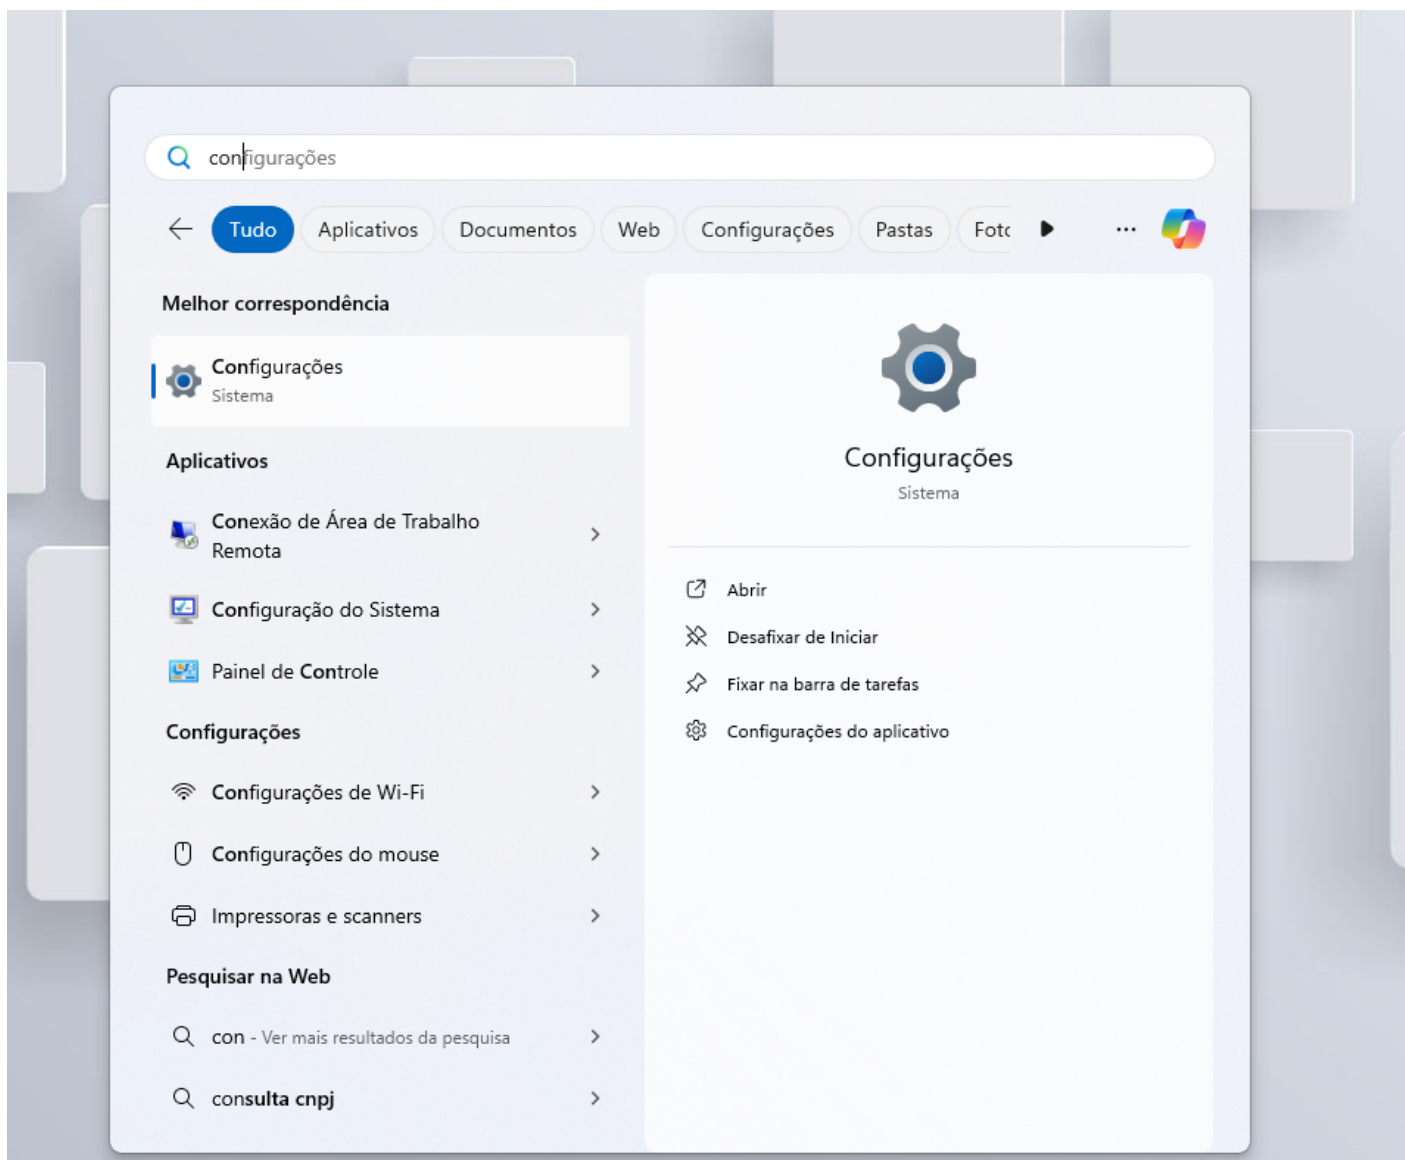 configurações
Tudo
Aplicativos
Documentos
Web
Configurações
Pastas
Foto
Melhor correspondência
Configurações
Sistema
Aplicativos
Conexão de Área de Trabalho
Remota
Configuração do Sistema
Painel de Controle
Configurações
Configurações de Wi-Fi
Configurações do mouse
Impressoras e scanners
Pesquisar na Web
con - Ver mais resultados da pesquisa
consulta cnpj
Configurações
Sistema
Abrir
Desafixar de Iniciar
Fixar na barra de tarefas
Configurações do aplicativo